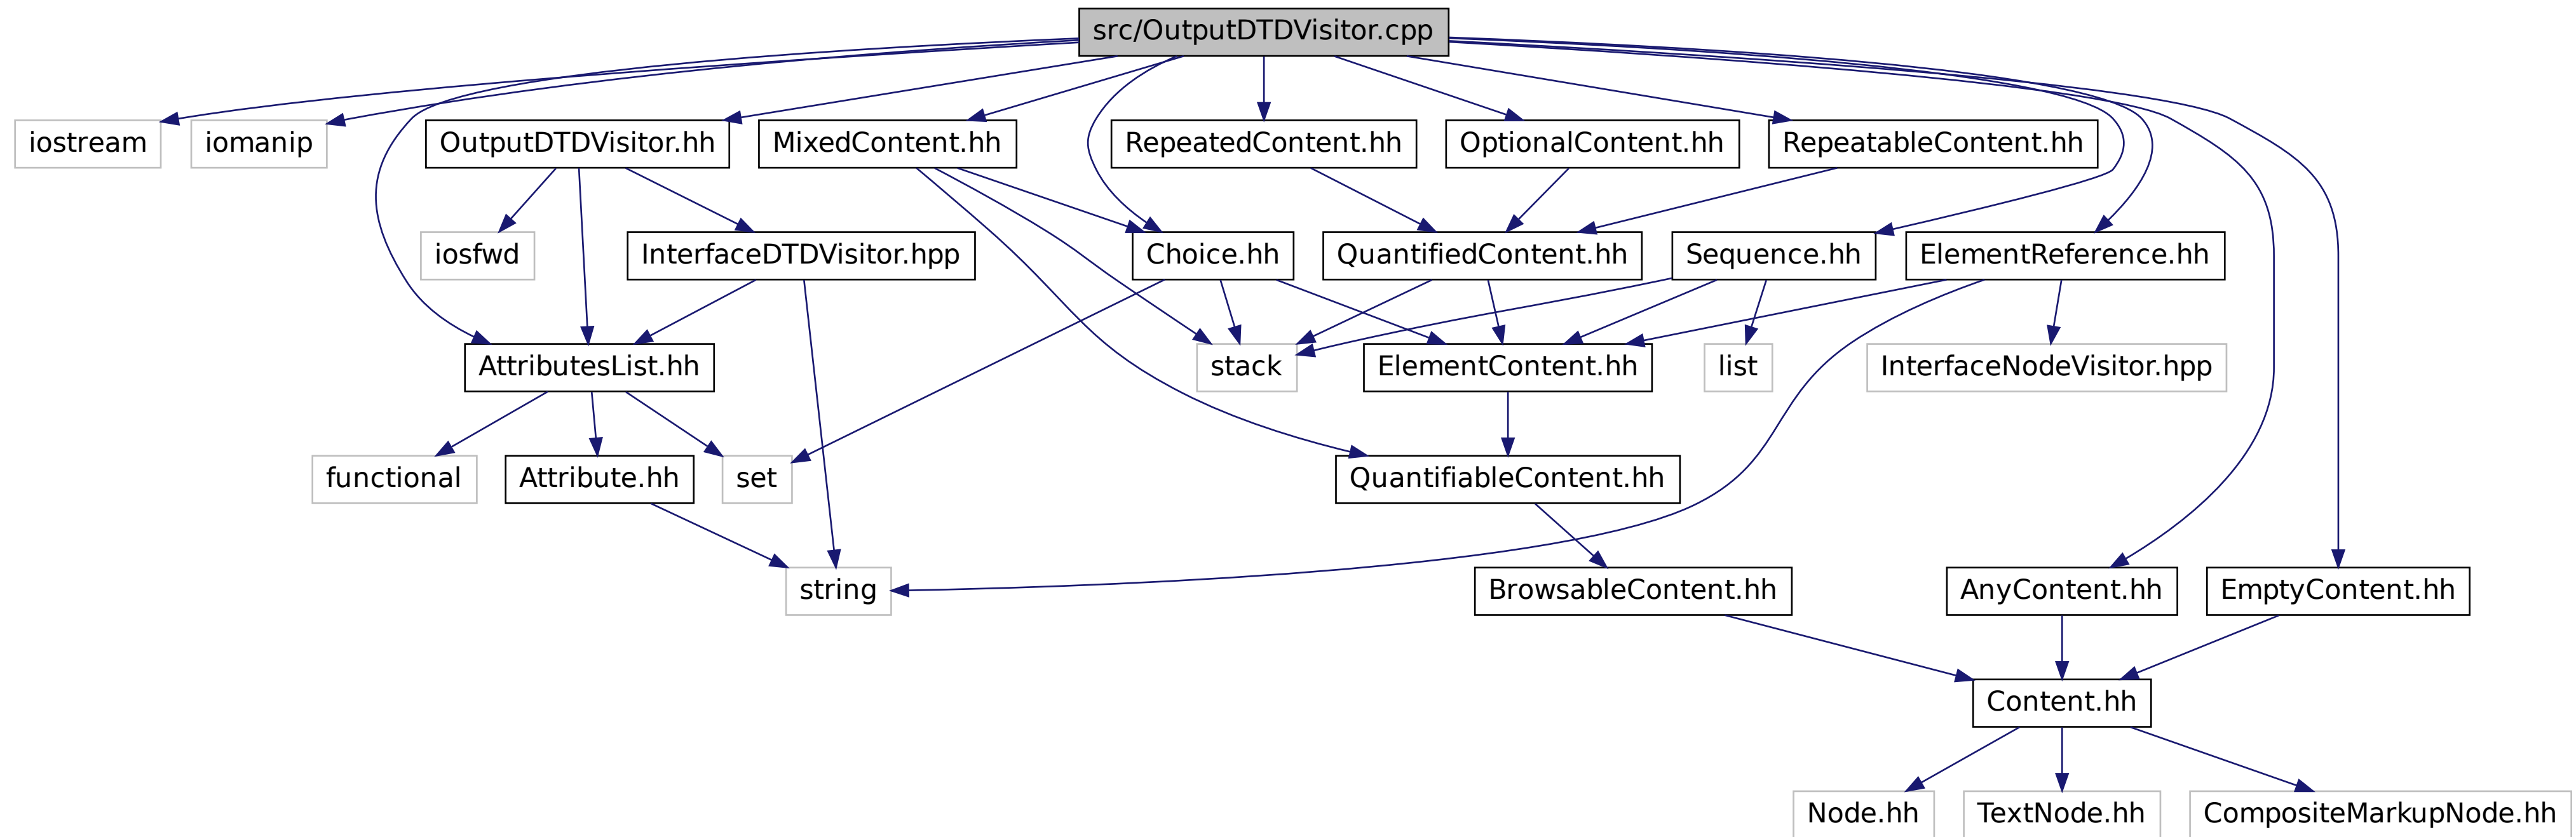 src/OutputDTDVisitor.cpp
iostream
iomanip
OutputDTDVisitor.hh
MixedContent.hh
RepeatedContent.hh
OptionalContent.hh
RepeatableContent.hh
iosfwd
InterfaceDTDVisitor.hpp
Choice.hh
QuantifiedContent.hh
Sequence.hh
ElementReference.hh
AttributesList.hh
stack
ElementContent.hh
list
InterfaceNodeVisitor.hpp
functional
Attribute.hh
set
QuantifiableContent.hh
string
BrowsableContent.hh
AnyContent.hh
EmptyContent.hh
Content.hh
Node.hh
TextNode.hh
CompositeMarkupNode.hh